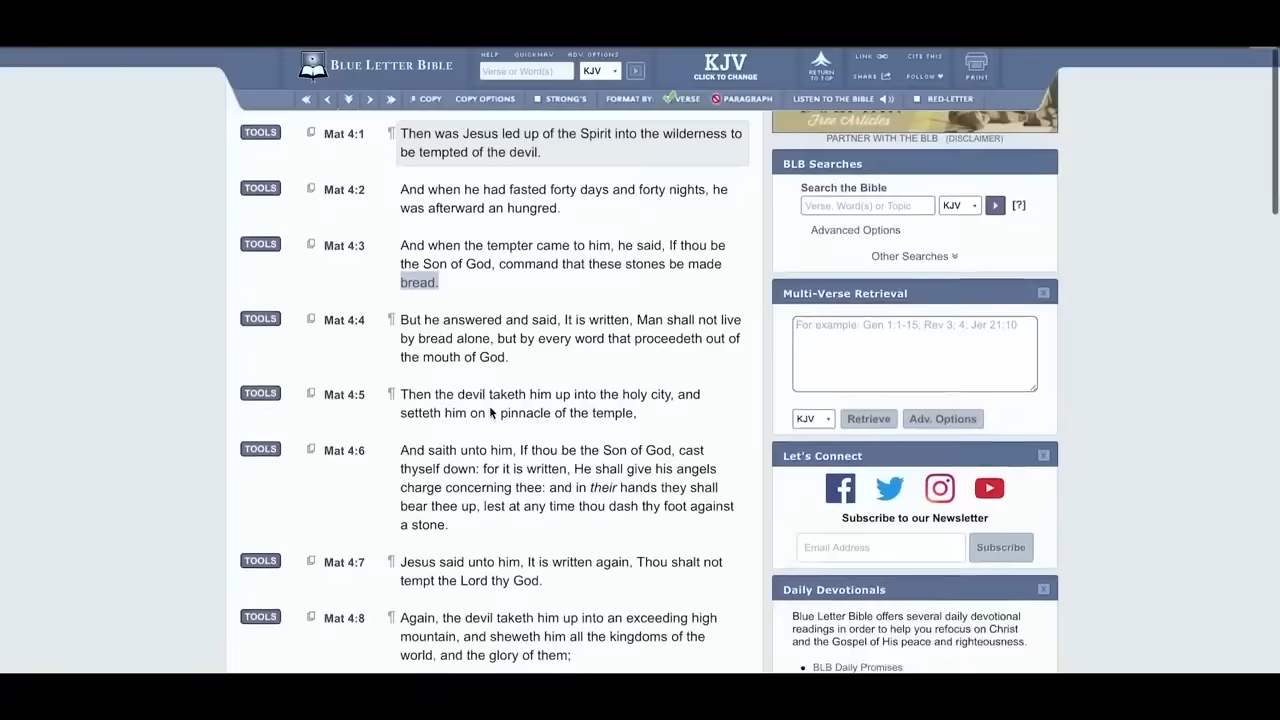 BLUE LETTER BIBLE
HELP QUICKNAV ADV. OPTIONS
Verse or Word(s) KJV
KJV
CLICK TO CHANGE
RETURN
TO TOP
LINK CITE THIS
SHARE FOLLOW
PRINT
COPY COPY OPTIONS STRONG'S FORMAT BY: VERSE PARAGRAPH LISTEN TO THE BIBLE RED-LETTER
TOOLS Mat 4:1 ¶ Then was Jesus led up of the Spirit into the wilderness to
be tempted of the devil.
TOOLS Mat 4:2 And when he had fasted forty days and forty nights, he
was afterward an hungred.
TOOLS Mat 4:3 And when the tempter came to him, he said, If thou be
the Son of God, command that these stones be made
bread.
TOOLS Mat 4:4 ¶ But he answered and said, It is written, Man shall not live
by bread alone, but by every word that proceedeth out of
the mouth of God.
TOOLS Mat 4:5 ¶ Then the devil taketh him up into the holy city, and
setteth him on pinnacle of the temple,
TOOLS Mat 4:6 And saith unto him, If thou be the Son of God, cast
thyself down: for it is written, He shall give his angels
charge concerning thee: and in their hands they shall
bear thee up, lest at any time thou dash thy foot against
a stone.
TOOLS Mat 4:7 ¶ Jesus said unto him, It is written again, Thou shalt not
tempt the Lord thy God.
TOOLS Mat 4:8 ¶ Again, the devil taketh him up into an exceeding high
mountain, and sheweth him all the kingdoms of the
world, and the glory of them;
Free Articles
PARTNER WITH THE BLB (DISCLAIMER)
BLB Searches
Search the Bible
Verse, Word(s) or Topic KJV [?]
Advanced Options
Other Searches
Multi-Verse Retrieval x
For example: Gen 1:1-15; Rev 3; 4; Jer 21:10
KJV Retrieve Adv. Options
Let's Connect x
Subscribe to our Newsletter
Email Address Subscribe
Daily Devotionals x
Blue Letter Bible offers several daily devotional
readings in order to help you refocus on Christ
and the Gospel of His peace and righteousness.
• BLB Daily Promises